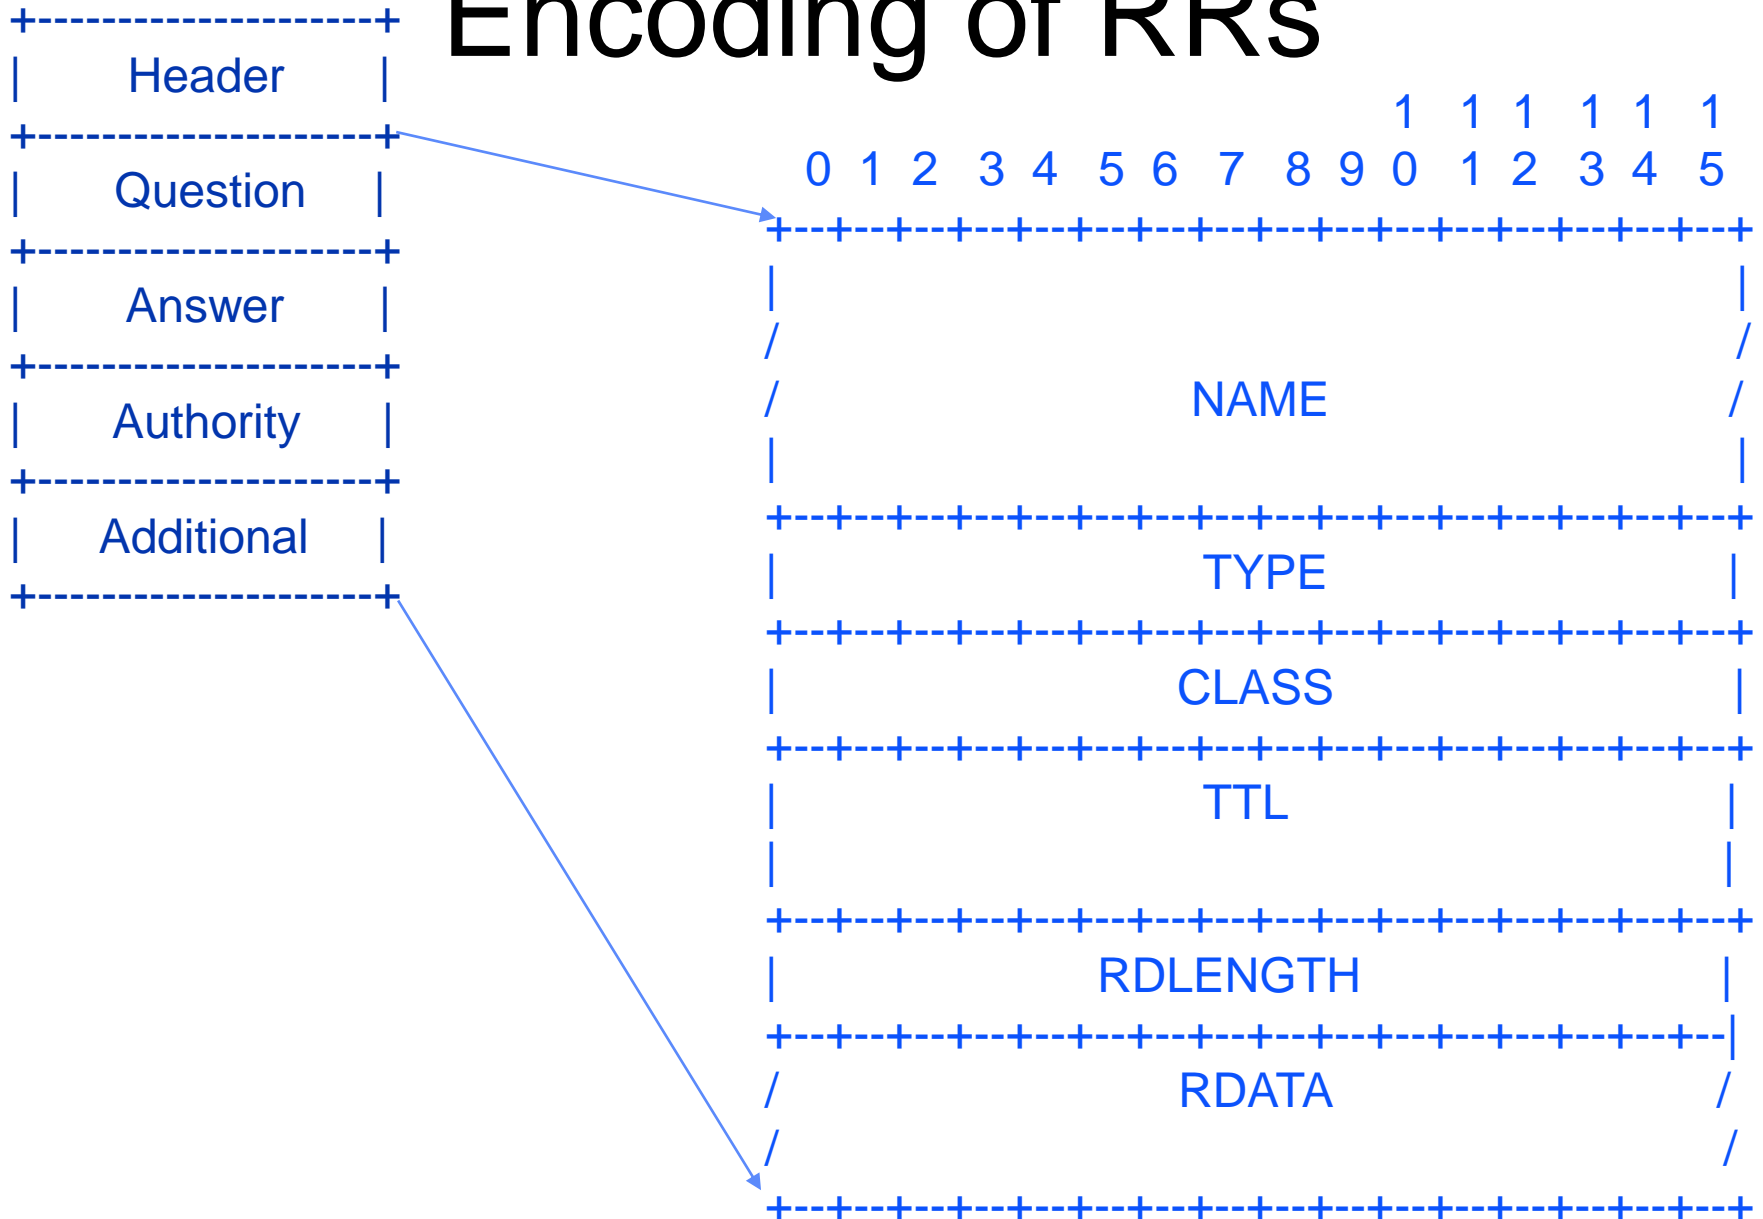 Encoding of RRs
+---------------------+
| Header |
+---------------------+
| Question |
+---------------------+
| Answer |
+---------------------+
| Authority |
+---------------------+
| Additional |
+---------------------+
1 1 1 1 1 1
0 1 2 3 4 5 6 7 8 9 0 1 2 3 4 5
+--+--+--+--+--+--+--+--+--+--+--+--+--+--+--+--+
| |
/ /
/ NAME /
| |
+--+--+--+--+--+--+--+--+--+--+--+--+--+--+--+--+
| TYPE |
+--+--+--+--+--+--+--+--+--+--+--+--+--+--+--+--+
| CLASS |
+--+--+--+--+--+--+--+--+--+--+--+--+--+--+--+--+
| TTL |
| |
+--+--+--+--+--+--+--+--+--+--+--+--+--+--+--+--+
| RDLENGTH |
+--+--+--+--+--+--+--+--+--+--+--+--+--+--+--+--|
/ RDATA /
/ /
+--+--+--+--+--+--+--+--+--+--+--+--+--+--+--+--+